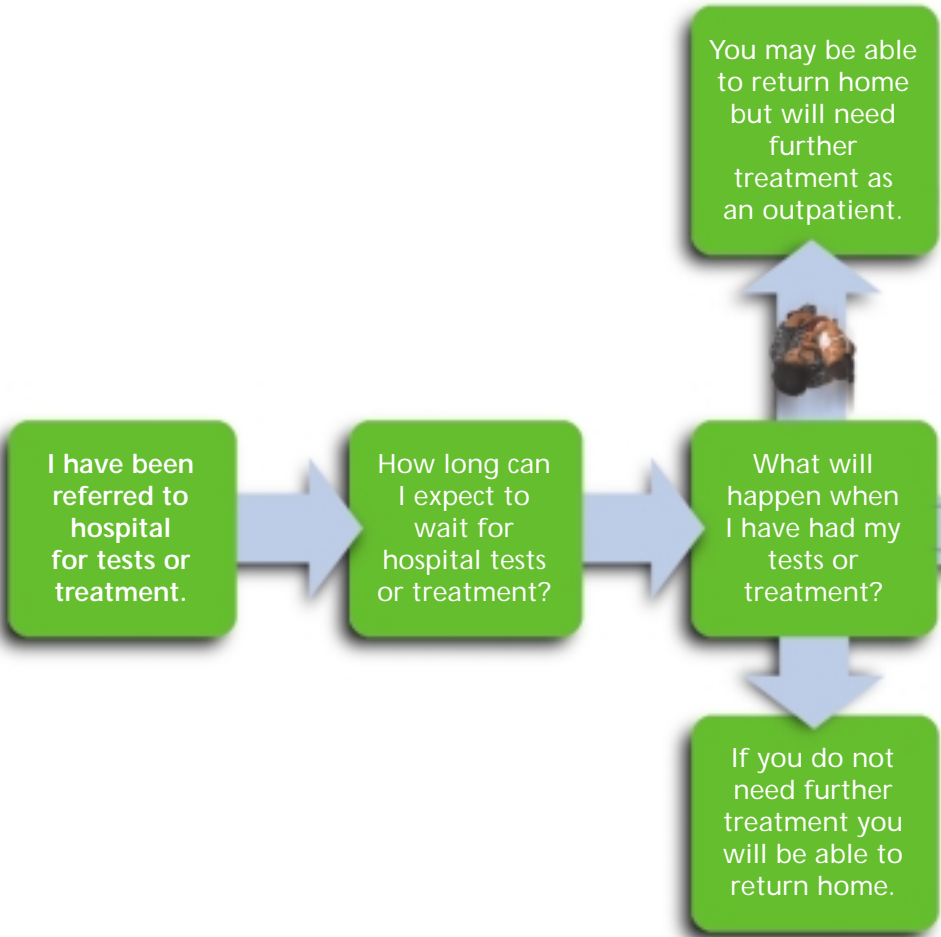 You may be able
to return home
but will need
further
treatment as
an outpatient.
I have been
referred to
hospital
for tests or
treatment.
How long can
I expect to
wait for
hospital tests
or treatment?
What will
happen when
I have had my
tests or
treatment?
If you do not
need further
treatment you
will be able to
return home.